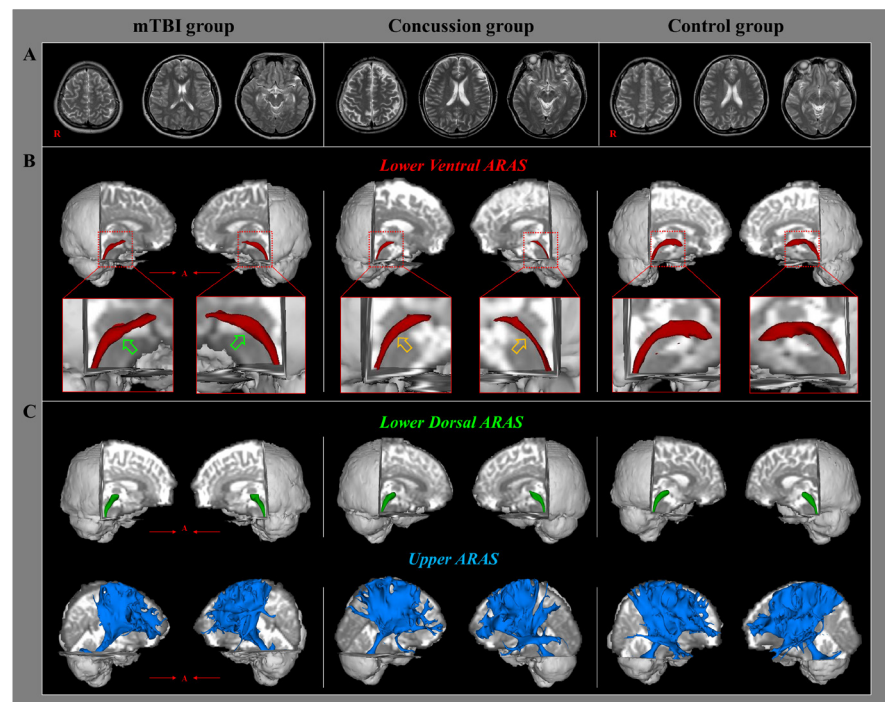 mTBI group Concussion group Control group
A
R R
B Lower Ventral ARAS
A
C Lower Dorsal ARAS
A
Upper ARAS
A